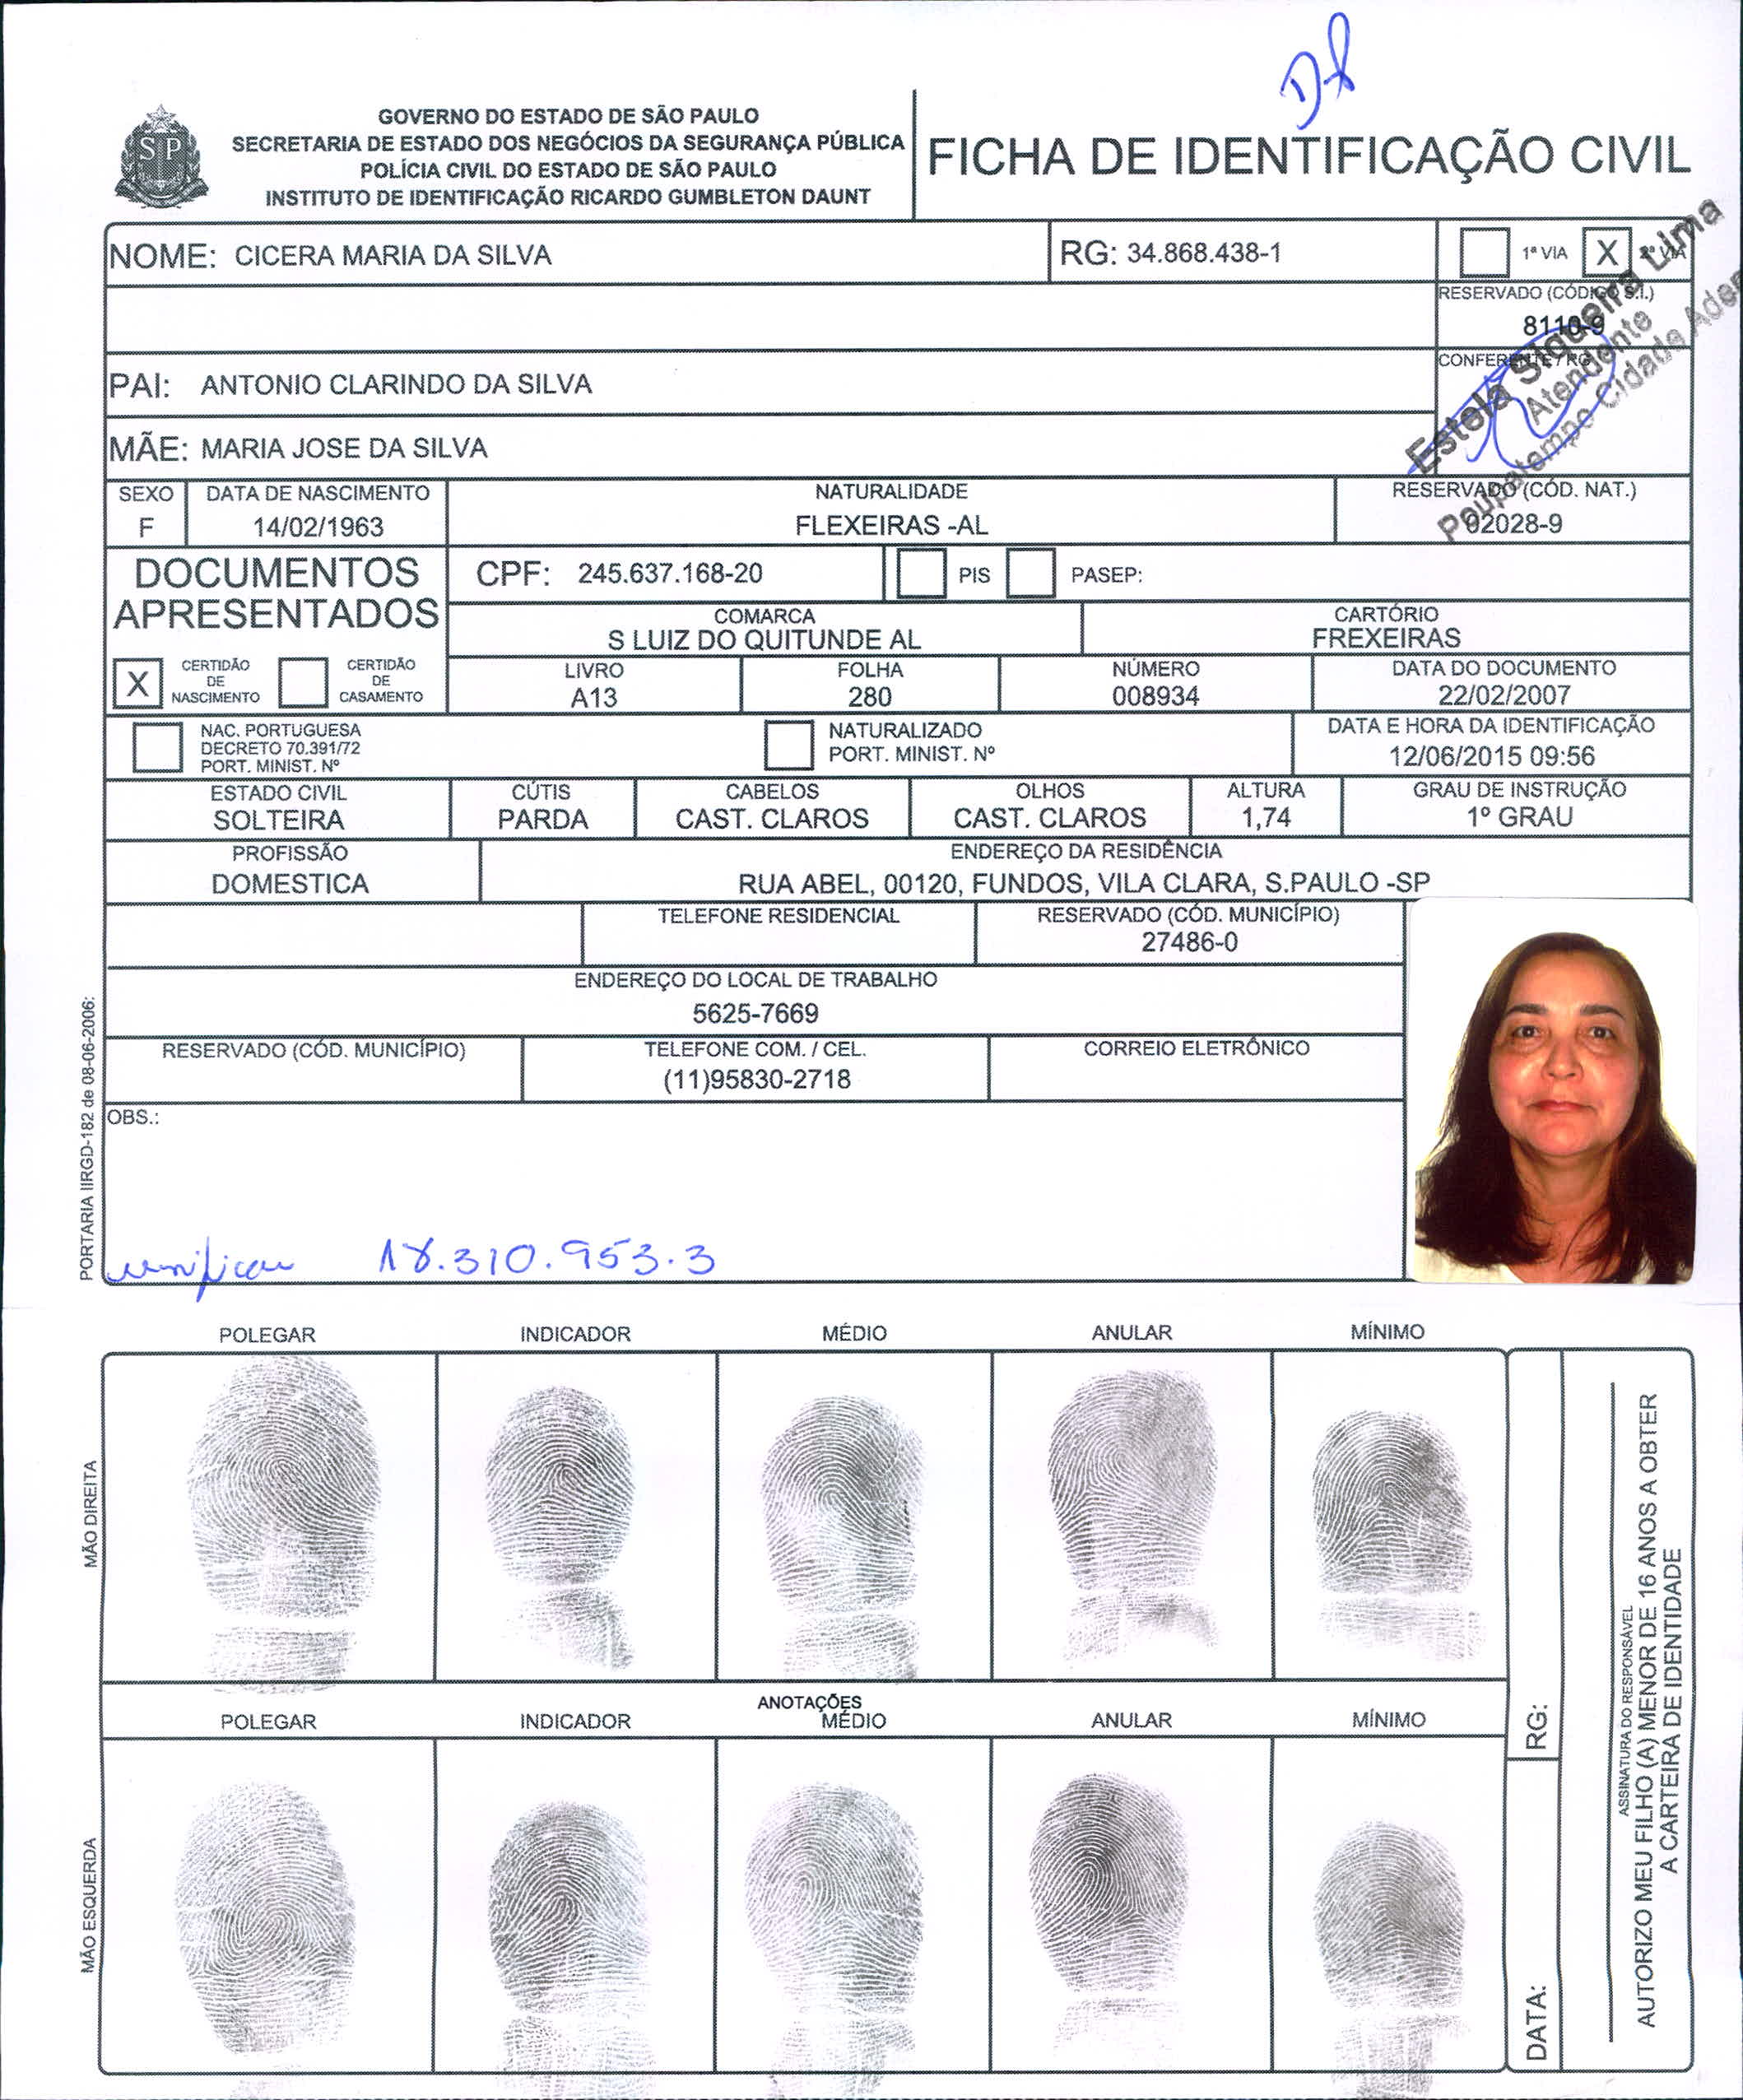 GOVERNO DO ESTADO DE SÃO PAULO
SECRETARIA DE ESTADO DOS NEGÓCIOS DA SEGURANÇA PÚBLICA
POLÍCIA CIVIL DO ESTADO DE SÃO PAULO
INSTITUTO DE IDENTIFICAÇÃO RICARDO GUMBLETON DAUNT
SP
FICHA DE IDENTIFICAÇÃO CIVIL
NOME: CICERA MARIA DA SILVA
RG: 34.868.438-1
1ª VIA X 2ª VIA
RESERVADO (CÓDIGO S.I.)
8110-9
CONFERENTE / RG
Estela Siqueira Lima
Atendente
Poupatempo Cidade Ader
PAI: ANTONIO CLARINDO DA SILVA
MÃE: MARIA JOSE DA SILVA
SEXO
F
DATA DE NASCIMENTO
14/02/1963
NATURALIDADE
FLEXEIRAS -AL
RESERVADO (CÓD. NAT.)
02028-9
DOCUMENTOS
APRESENTADOS
CPF: 245.637.168-20
PIS
PASEP:
COMARCA
S LUIZ DO QUITUNDE AL
CARTÓRIO
FREXEIRAS
X CERTIDÃO
DE
NASCIMENTO
CERTIDÃO
DE
CASAMENTO
LIVRO
A13
FOLHA
280
NÚMERO
008934
DATA DO DOCUMENTO
22/02/2007
NAC. PORTUGUESA
DECRETO 70.391/72
PORT. MINIST. Nº
NATURALIZADO
PORT. MINIST. Nº
DATA E HORA DA IDENTIFICAÇÃO
12/06/2015 09:56
ESTADO CIVIL
SOLTEIRA
CÚTIS
PARDA
CABELOS
CAST. CLAROS
OLHOS
CAST. CLAROS
ALTURA
1,74
GRAU DE INSTRUÇÃO
1º GRAU
PROFISSÃO
DOMESTICA
ENDEREÇO DA RESIDÊNCIA
RUA ABEL, 00120, FUNDOS, VILA CLARA, S.PAULO -SP
TELEFONE RESIDENCIAL
RESERVADO (CÓD. MUNICÍPIO)
27486-0
ENDEREÇO DO LOCAL DE TRABALHO
5625-7669
RESERVADO (CÓD. MUNICÍPIO)
TELEFONE COM. / CEL.
(11)95830-2718
CORREIO ELETRÔNICO
OBS.:
unificar 18.310.953.3
PORTARIA IIRGD-182 de 08-06-2006:
POLEGAR INDICADOR MÉDIO ANULAR MÍNIMO
MÃO DIREITA
ANOTAÇÕES
POLEGAR INDICADOR MÉDIO ANULAR MÍNIMO
MÃO ESQUERDA
RG:
DATA:
ASSINATURA DO RESPONSÁVEL
AUTORIZO MEU FILHO (A) MENOR DE 16 ANOS A OBTER
A CARTEIRA DE IDENTIDADE